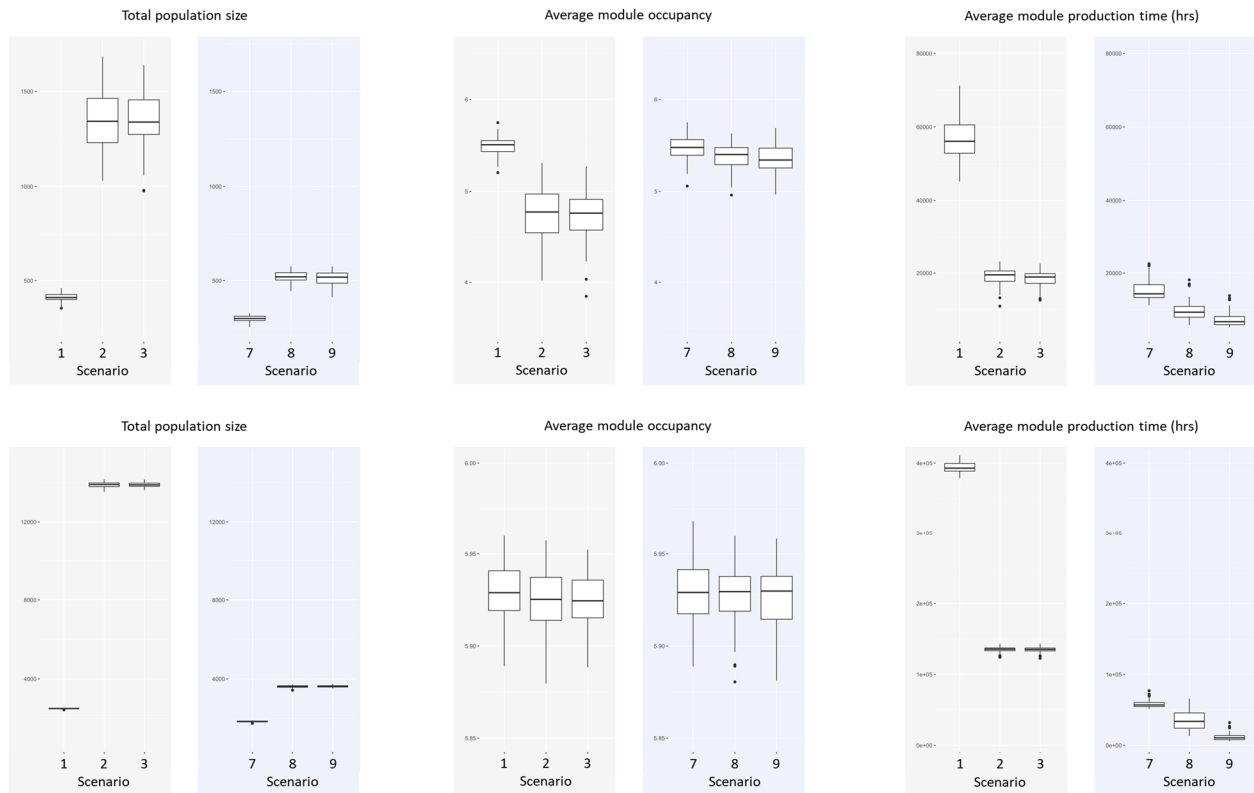 Total population size
Average module occupancy
Average module production time (hrs)
1500-
1000-
500-
1 2 3
Scenario
1500-
1000-
500-
7 8 9
Scenario
6-
5-
4-
1 2 3
Scenario
6-
5-
4-
7 8 9
Scenario
80000-
60000-
40000-
20000-
1 2 3
Scenario
80000-
60000-
40000-
20000-
7 8 9
Scenario
Total population size
Average module occupancy
Average module production time (hrs)
12000-
8000-
4000-
1 2 3
Scenario
12000-
8000-
4000-
7 8 9
Scenario
6.00-
5.95-
5.90-
5.85-
1 2 3
Scenario
6.00-
5.95-
5.90-
5.85-
7 8 9
Scenario
4e+05-
3e+05-
2e+05-
1e+05-
0e+00-
1 2 3
Scenario
4e+05-
3e+05-
2e+05-
1e+05-
0e+00-
7 8 9
Scenario